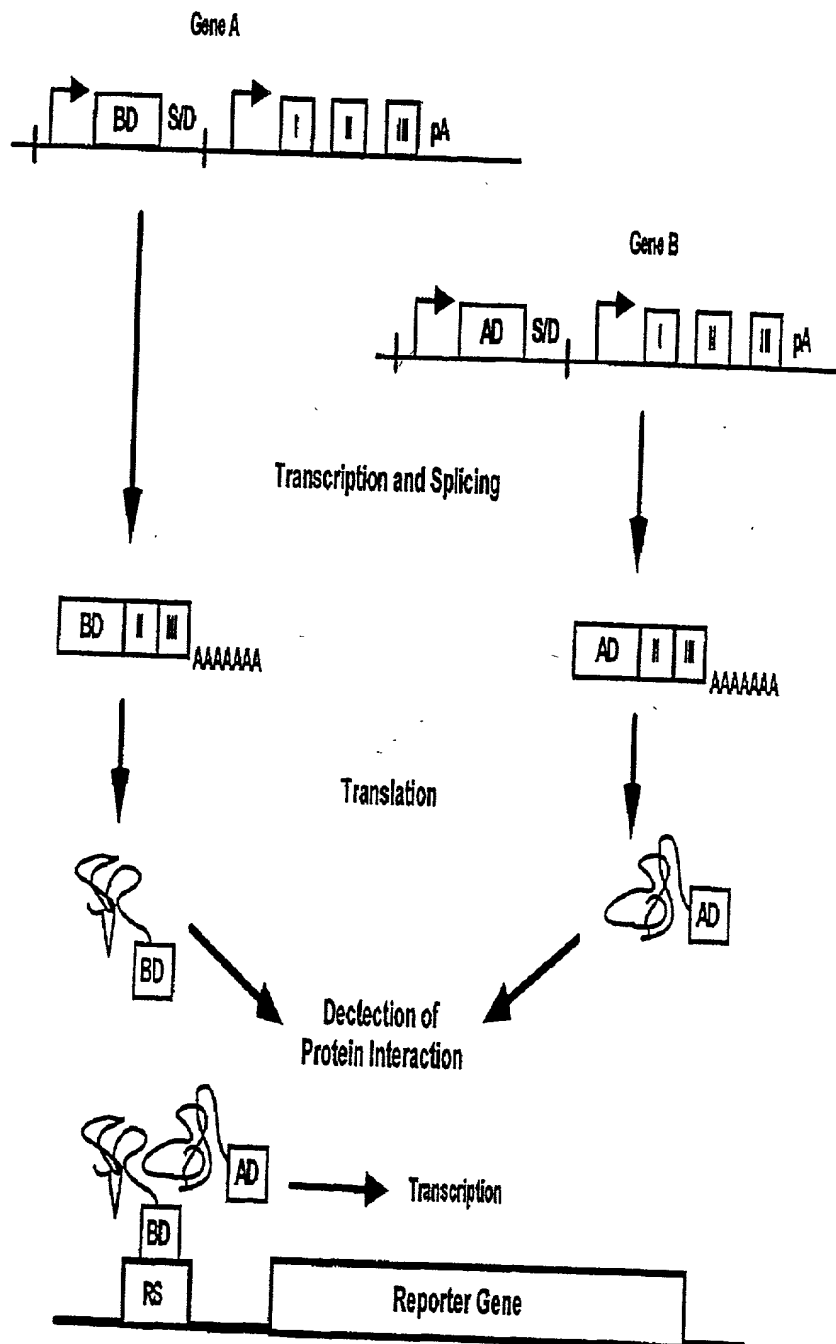 Gene A
BD S/D I II III pA
Gene B
AD S/D I II III pA
Transcription and Splicing
BD II III AAAAAAA
AD II III AAAAAAA
Translation
BD
AD
Dectection of
Protein Interaction
AD
Transcription
BD
RS
Reporter Gene